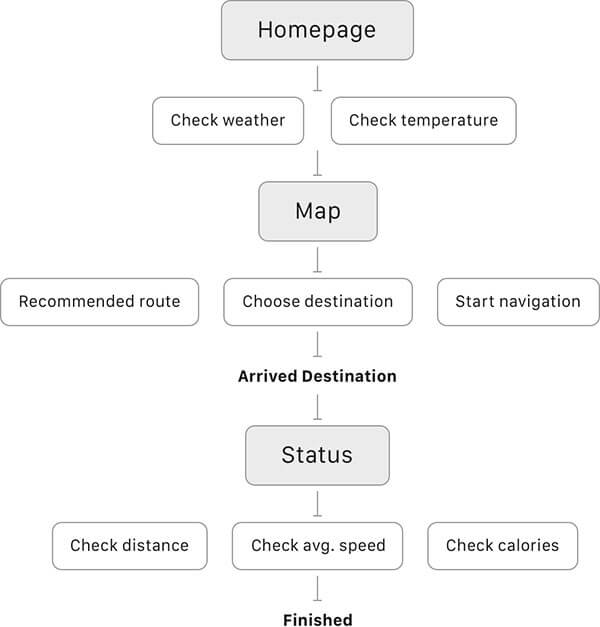 Homepage
Check weather
Check temperature
Map
Recommended route
Choose destination
Start navigation
Arrived Destination
Status
Check distance
Check avg. speed
Check calories
Finished